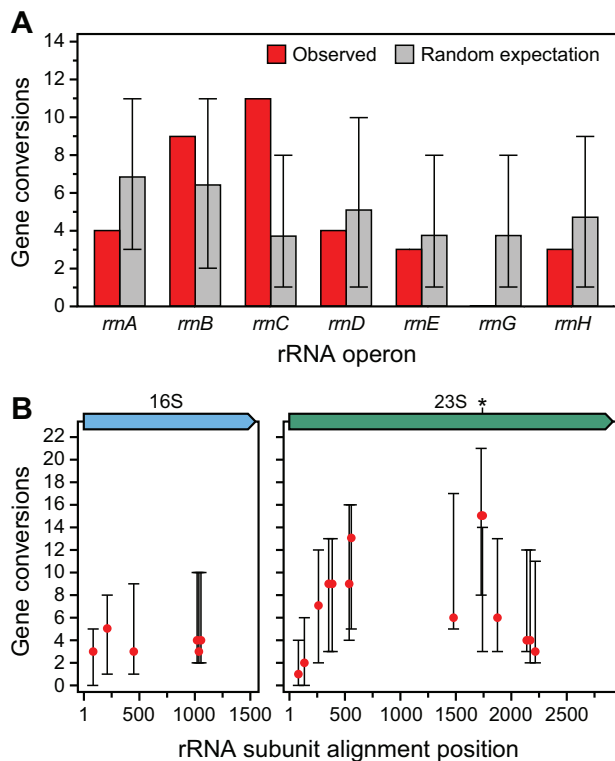 A
Observed Random expectation
Gene conversions
14
12
10
8
6
4
2
0
rrnA rrnB rrnC rrnD rrnE rrnG rrnH
rRNA operon
B
16S 23S *
Gene conversions
22
20
18
16
14
12
10
8
6
4
2
0
1 500 1000 1500 1 500 1000 1500 2000 2500
rRNA subunit alignment position